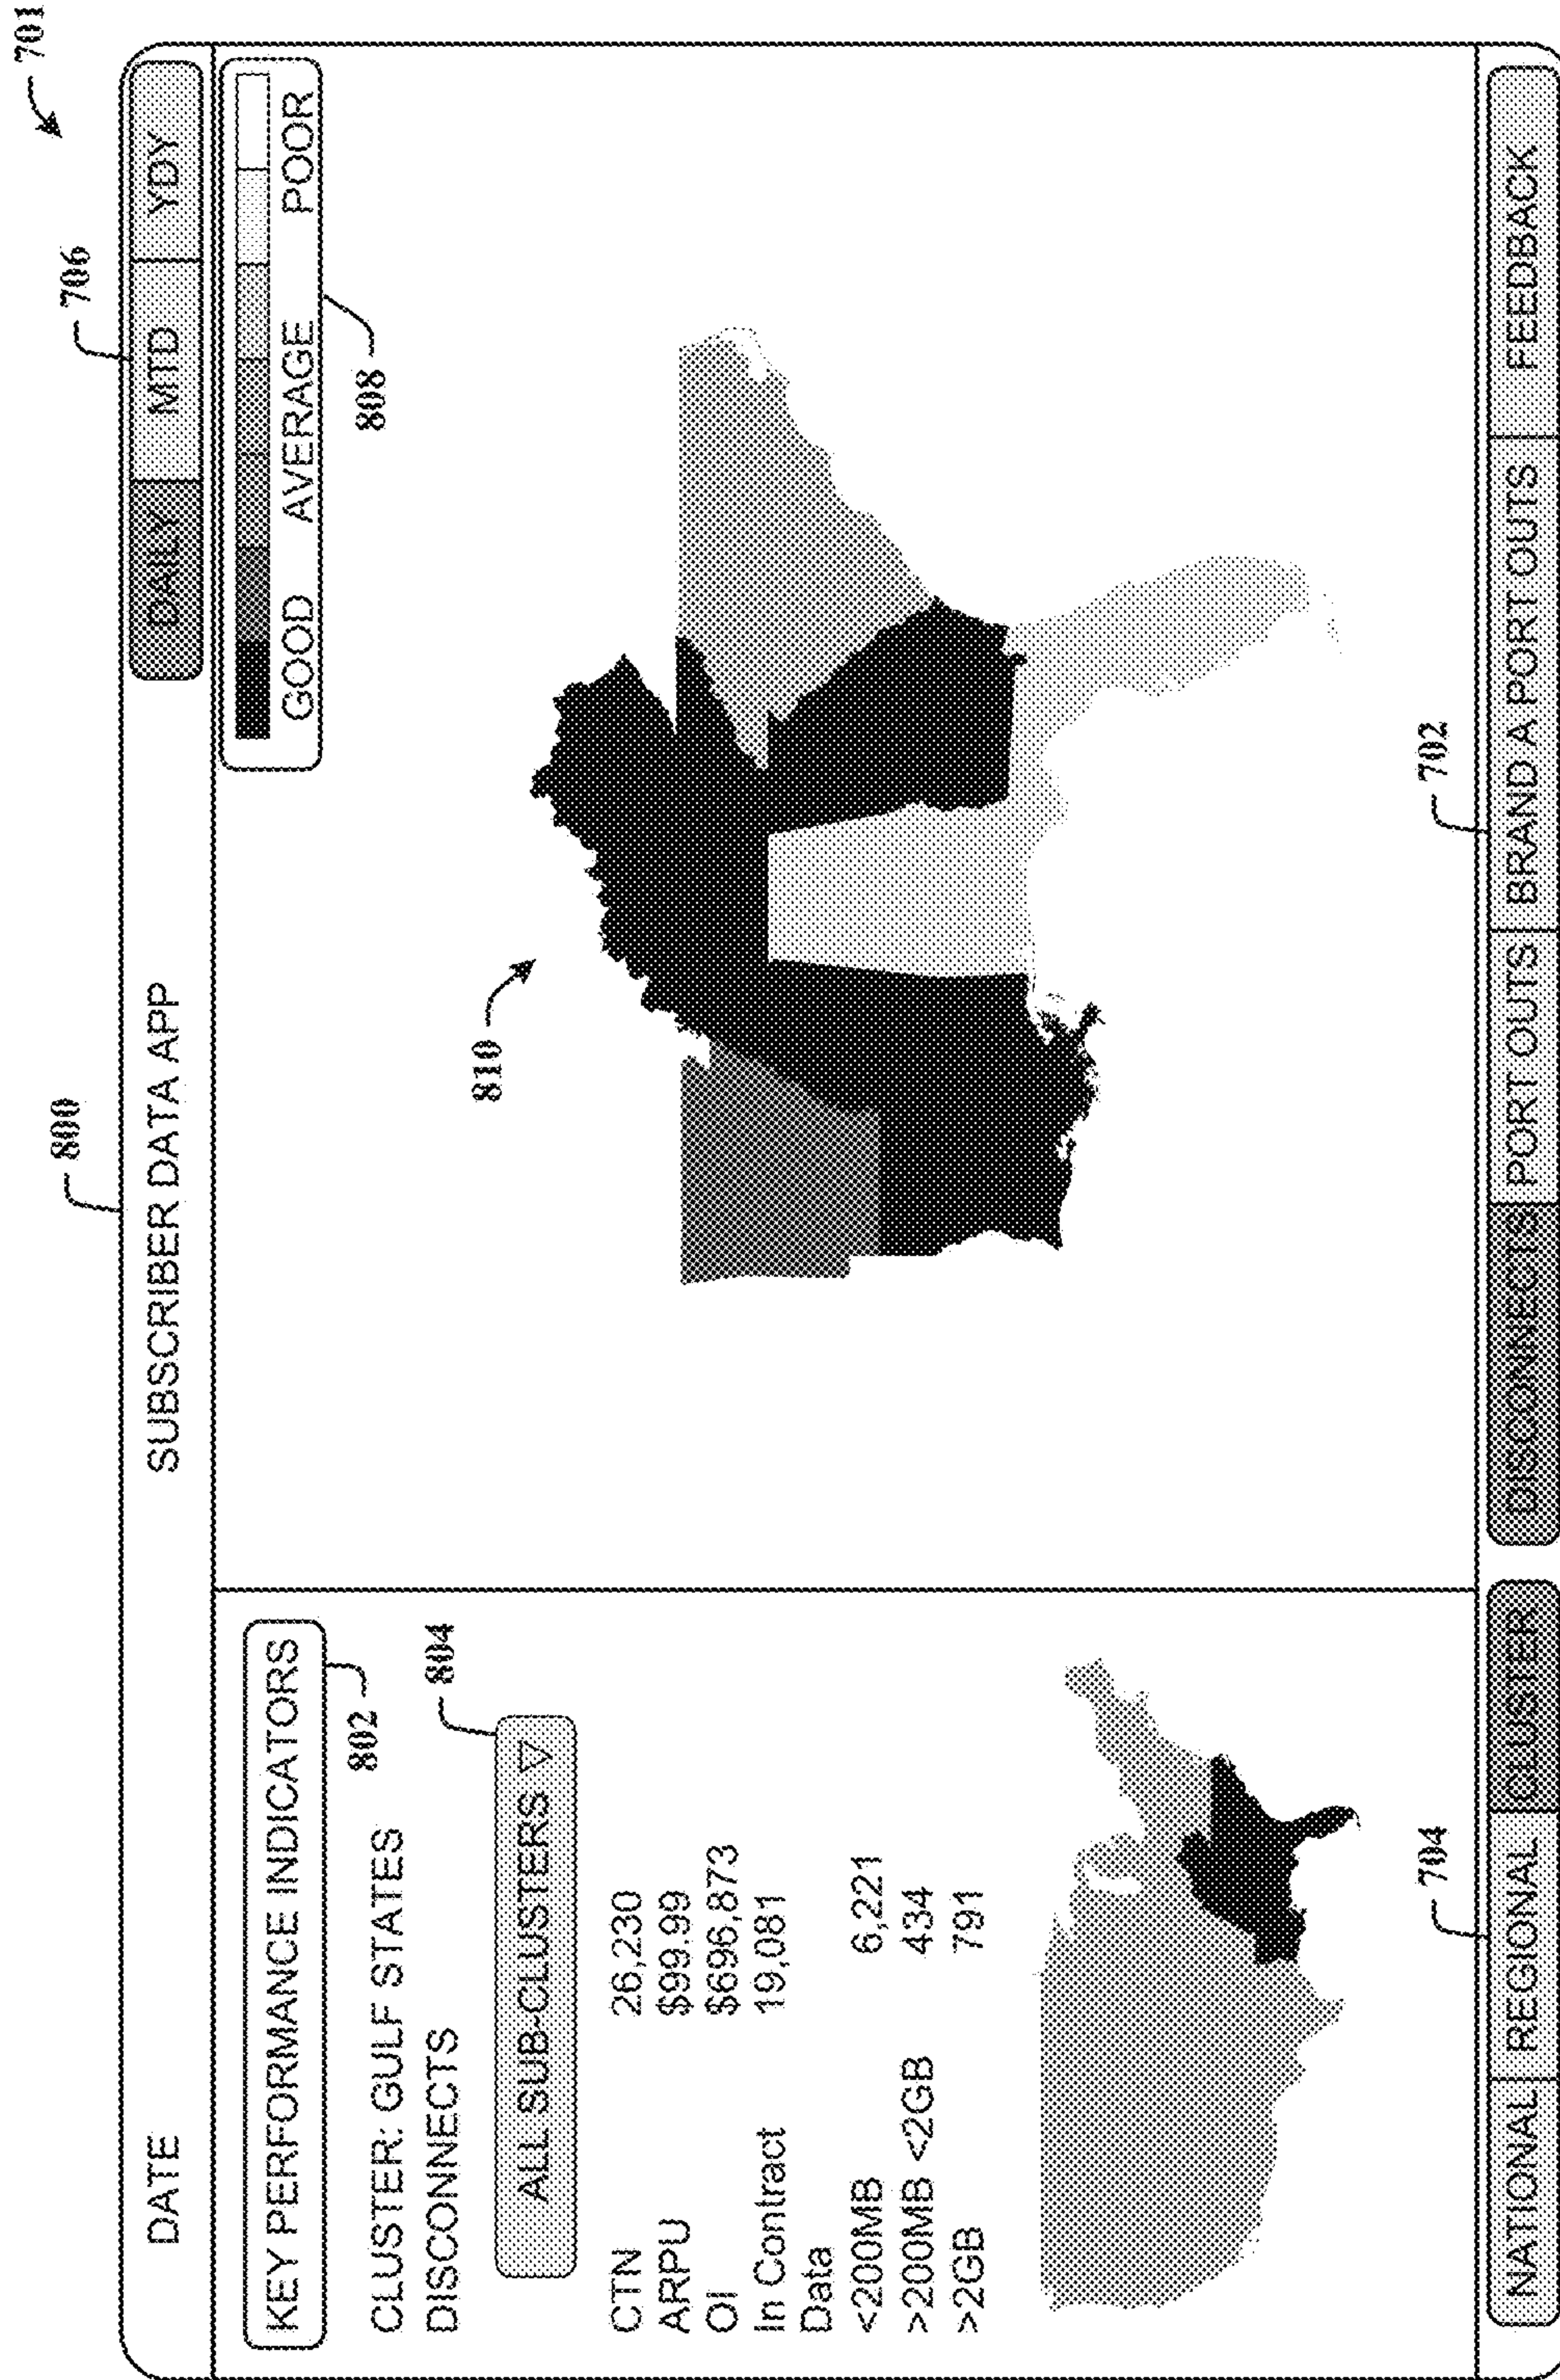 701
800
706
DATE
SUBSCRIBER DATA APP
DAILY
MTD
YDY
KEY PERFORMANCE INDICATORS
802
CLUSTER: GULF STATES
DISCONNECTS
804
ALL SUB-CLUSTERS ▽
CTN 26,230
ARPU $99.99
OI $696,873
In Contract 19,081
Data
<200MB 6,221
>200MB <2GB 434
>2GB 791
GOOD AVERAGE POOR
808
810
704
702
NATIONAL
REGIONAL
CLUSTER
DISCONNECTS
PORT OUTS
BRAND A PORT OUTS
FEEDBACK